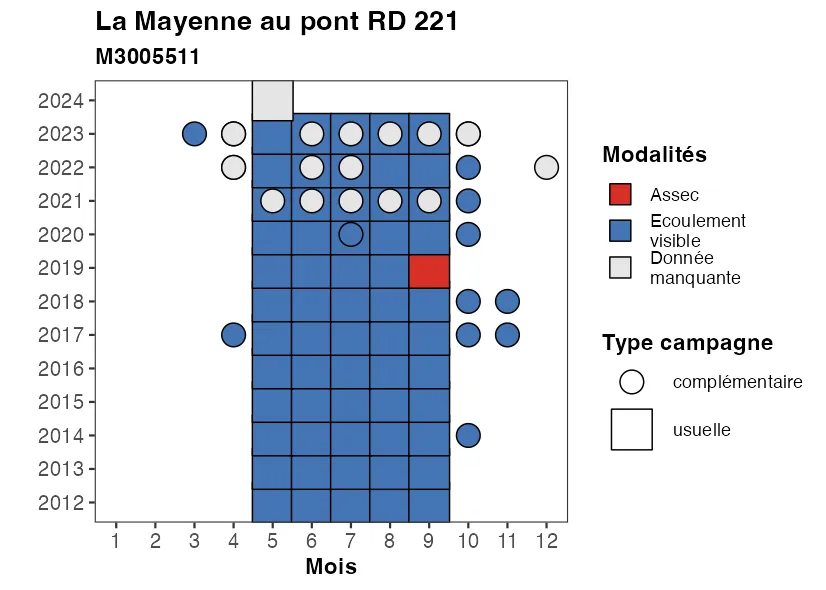 La Mayenne au pont RD 221
M3005511
2024
2023
2022
2021
2020
2019
2018
2017
2016
2015
2014
2013
2012
1 2 3 4 5 6 7 8 9 10 11 12
Mois
Modalités
Assec
Ecoulement
visible
Donnée
manquante
Type campagne
complémentaire
usuelle